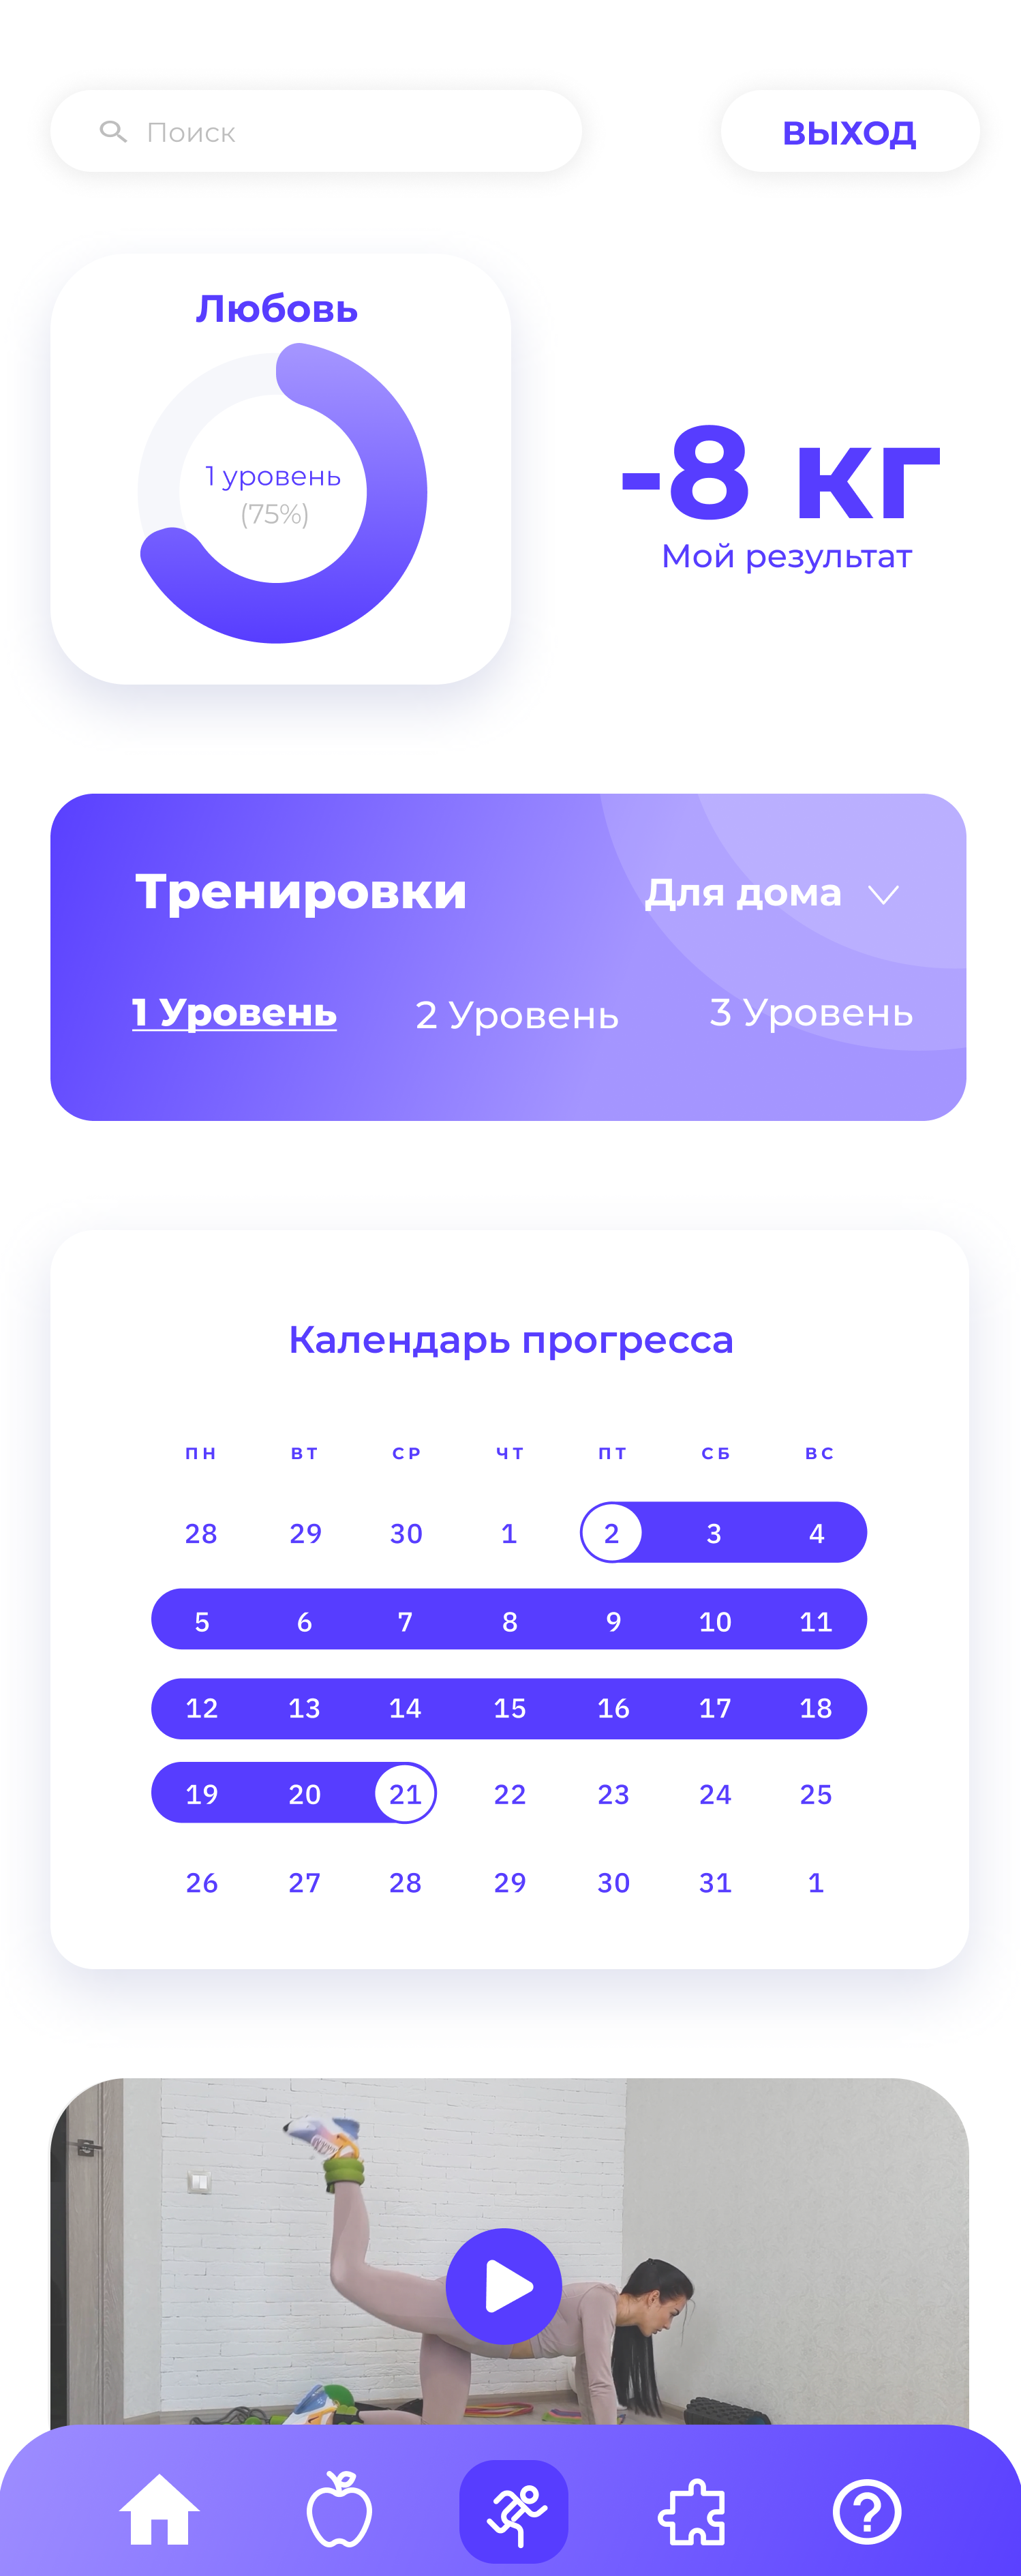 Поиск
ВЫХОД
Любовь
1 уровень
(75%)
-8 кг
Мой результат
Тренировки
Для дома
1 Уровень 2 Уровень 3 Уровень
Календарь прогресса
ПН ВТ СР ЧТ ПТ СБ ВС
28 29 30 1 2 3 4
5 6 7 8 9 10 11
12 13 14 15 16 17 18
19 20 21 22 23 24 25
26 27 28 29 30 31 1